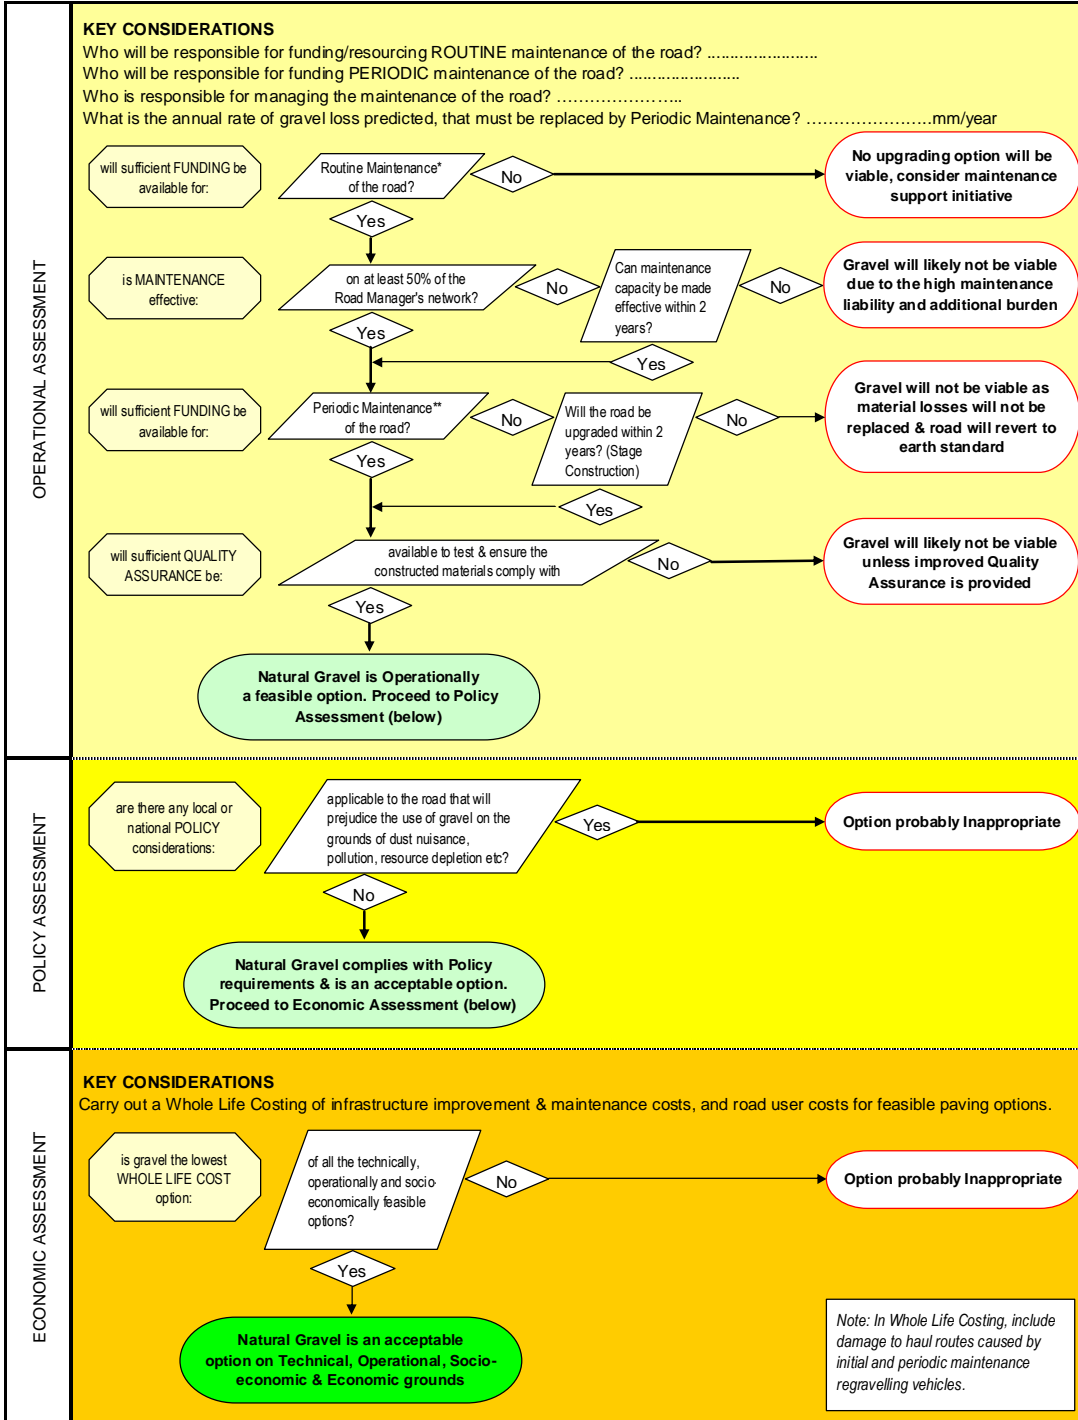 OPERATIONAL ASSESSMENT
KEY CONSIDERATIONS
Who will be responsible for funding/resourcing ROUTINE maintenance of the road? ........................
Who will be responsible for funding PERIODIC maintenance of the road? ........................
Who is responsible for managing the maintenance of the road? …………………..
What is the annual rate of gravel loss predicted, that must be replaced by Periodic Maintenance? …………………..mm/year
will sufficient FUNDING be
available for:
Routine Maintenance*
of the road?
No
No upgrading option will be
viable, consider maintenance
support initiative
Yes
is MAINTENANCE
effective:
on at least 50% of the
Road Manager's network?
No
Can maintenance
capacity be made
effective within 2
years?
No
Gravel will likely not be viable
due to the high maintenance
liability and additional burden
Yes
Yes
will sufficient FUNDING be
available for:
Periodic Maintenance**
of the road?
No
Will the road be
upgraded within 2
years? (Stage
Construction)
No
Gravel will not be viable as
material losses will not be
replaced & road will revert to
earth standard
Yes
Yes
will sufficient QUALITY
ASSURANCE be:
available to test & ensure the
constructed materials comply with
No
Gravel will likely not be viable
unless improved Quality
Assurance is provided
Yes
Natural Gravel is Operationally
a feasible option. Proceed to Policy
Assessment (below)
POLICY ASSESSMENT
are there any local or
national POLICY
considerations:
applicable to the road that will
prejudice the use of gravel on the
grounds of dust nuisance,
pollution, resource depletion etc?
Yes
Option probably Inappropriate
No
Natural Gravel complies with Policy
requirements & is an acceptable option.
Proceed to Economic Assessment (below)
ECONOMIC ASSESSMENT
KEY CONSIDERATIONS
Carry out a Whole Life Costing of infrastructure improvement & maintenance costs, and road user costs for feasible paving options.
is gravel the lowest
WHOLE LIFE COST
option:
of all the technically,
operationally and socio-
economically feasible
options?
No
Option probably Inappropriate
Yes
Natural Gravel is an acceptable
option on Technical, Operational, Socio-
economic & Economic grounds
Note: In Whole Life Costing, include
damage to haul routes caused by
initial and periodic maintenance
regravelling vehicles.